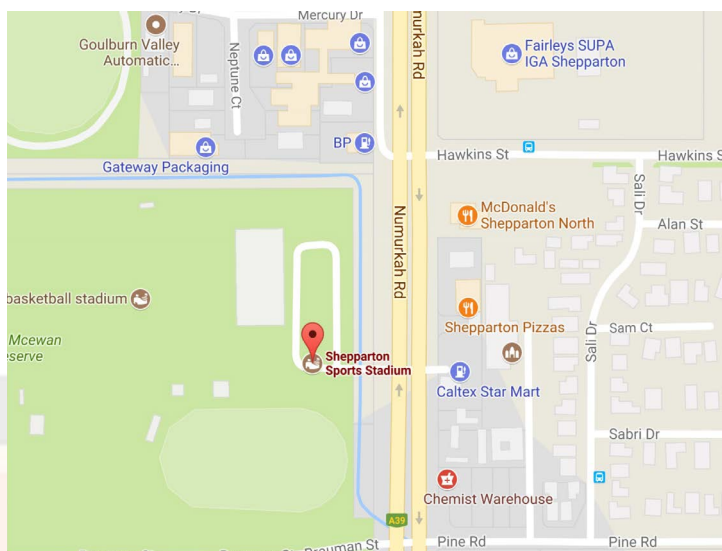 Mercury Dr
Goulburn Valley
Automatic...
Neptune Ct
Numurkah Rd
Fairleys SUPA
IGA Shepparton
BP
Gateway Packaging
Hawkins St
Hawkins S
Sali Dr
McDonald's
Shepparton North
Alan St
Numurkah Rd
basketball stadium
Mcewan
eserve
Shepparton
Sports Stadium
Shepparton Pizzas
Sam Ct
Sali Dr
Caltex Star Mart
Sabri Dr
Chemist Warehouse
A39
Pine Rd
Pine Rd